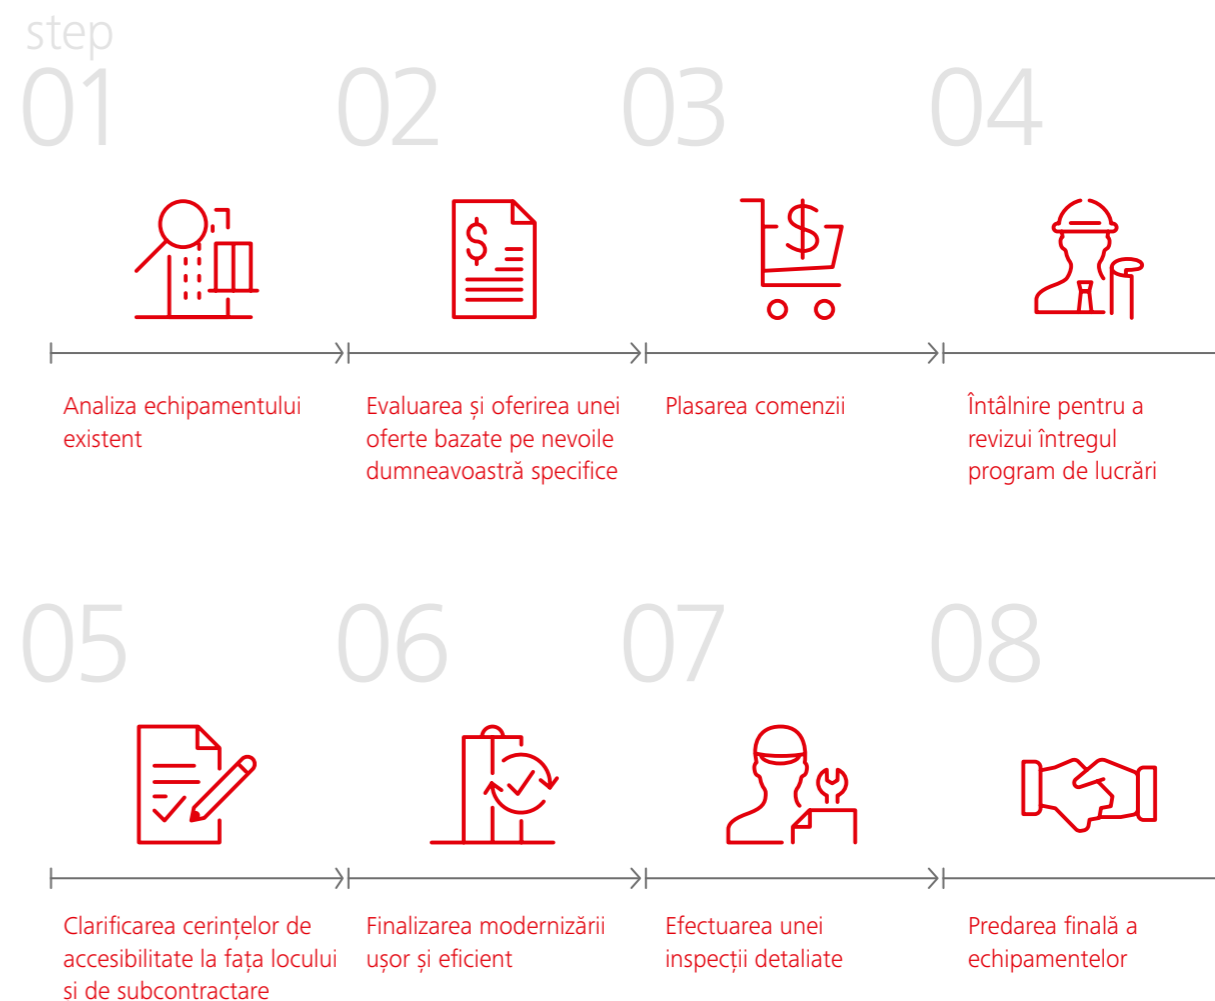 step
01
02
03
04
Analiza echipamentului
existent
Evaluarea și oferirea unei
oferte bazate pe nevoile
dumneavoastră specifice
Plasarea comenzii
Întâlnire pentru a
revizui întregul
program de lucrări
05
06
07
08
Clarificarea cerințelor de
accesibilitate la fața locului
si de subcontractare
Finalizarea modernizării
ușor și eficient
Efectuarea unei
inspecții detaliate
Predarea finală a
echipamentelor